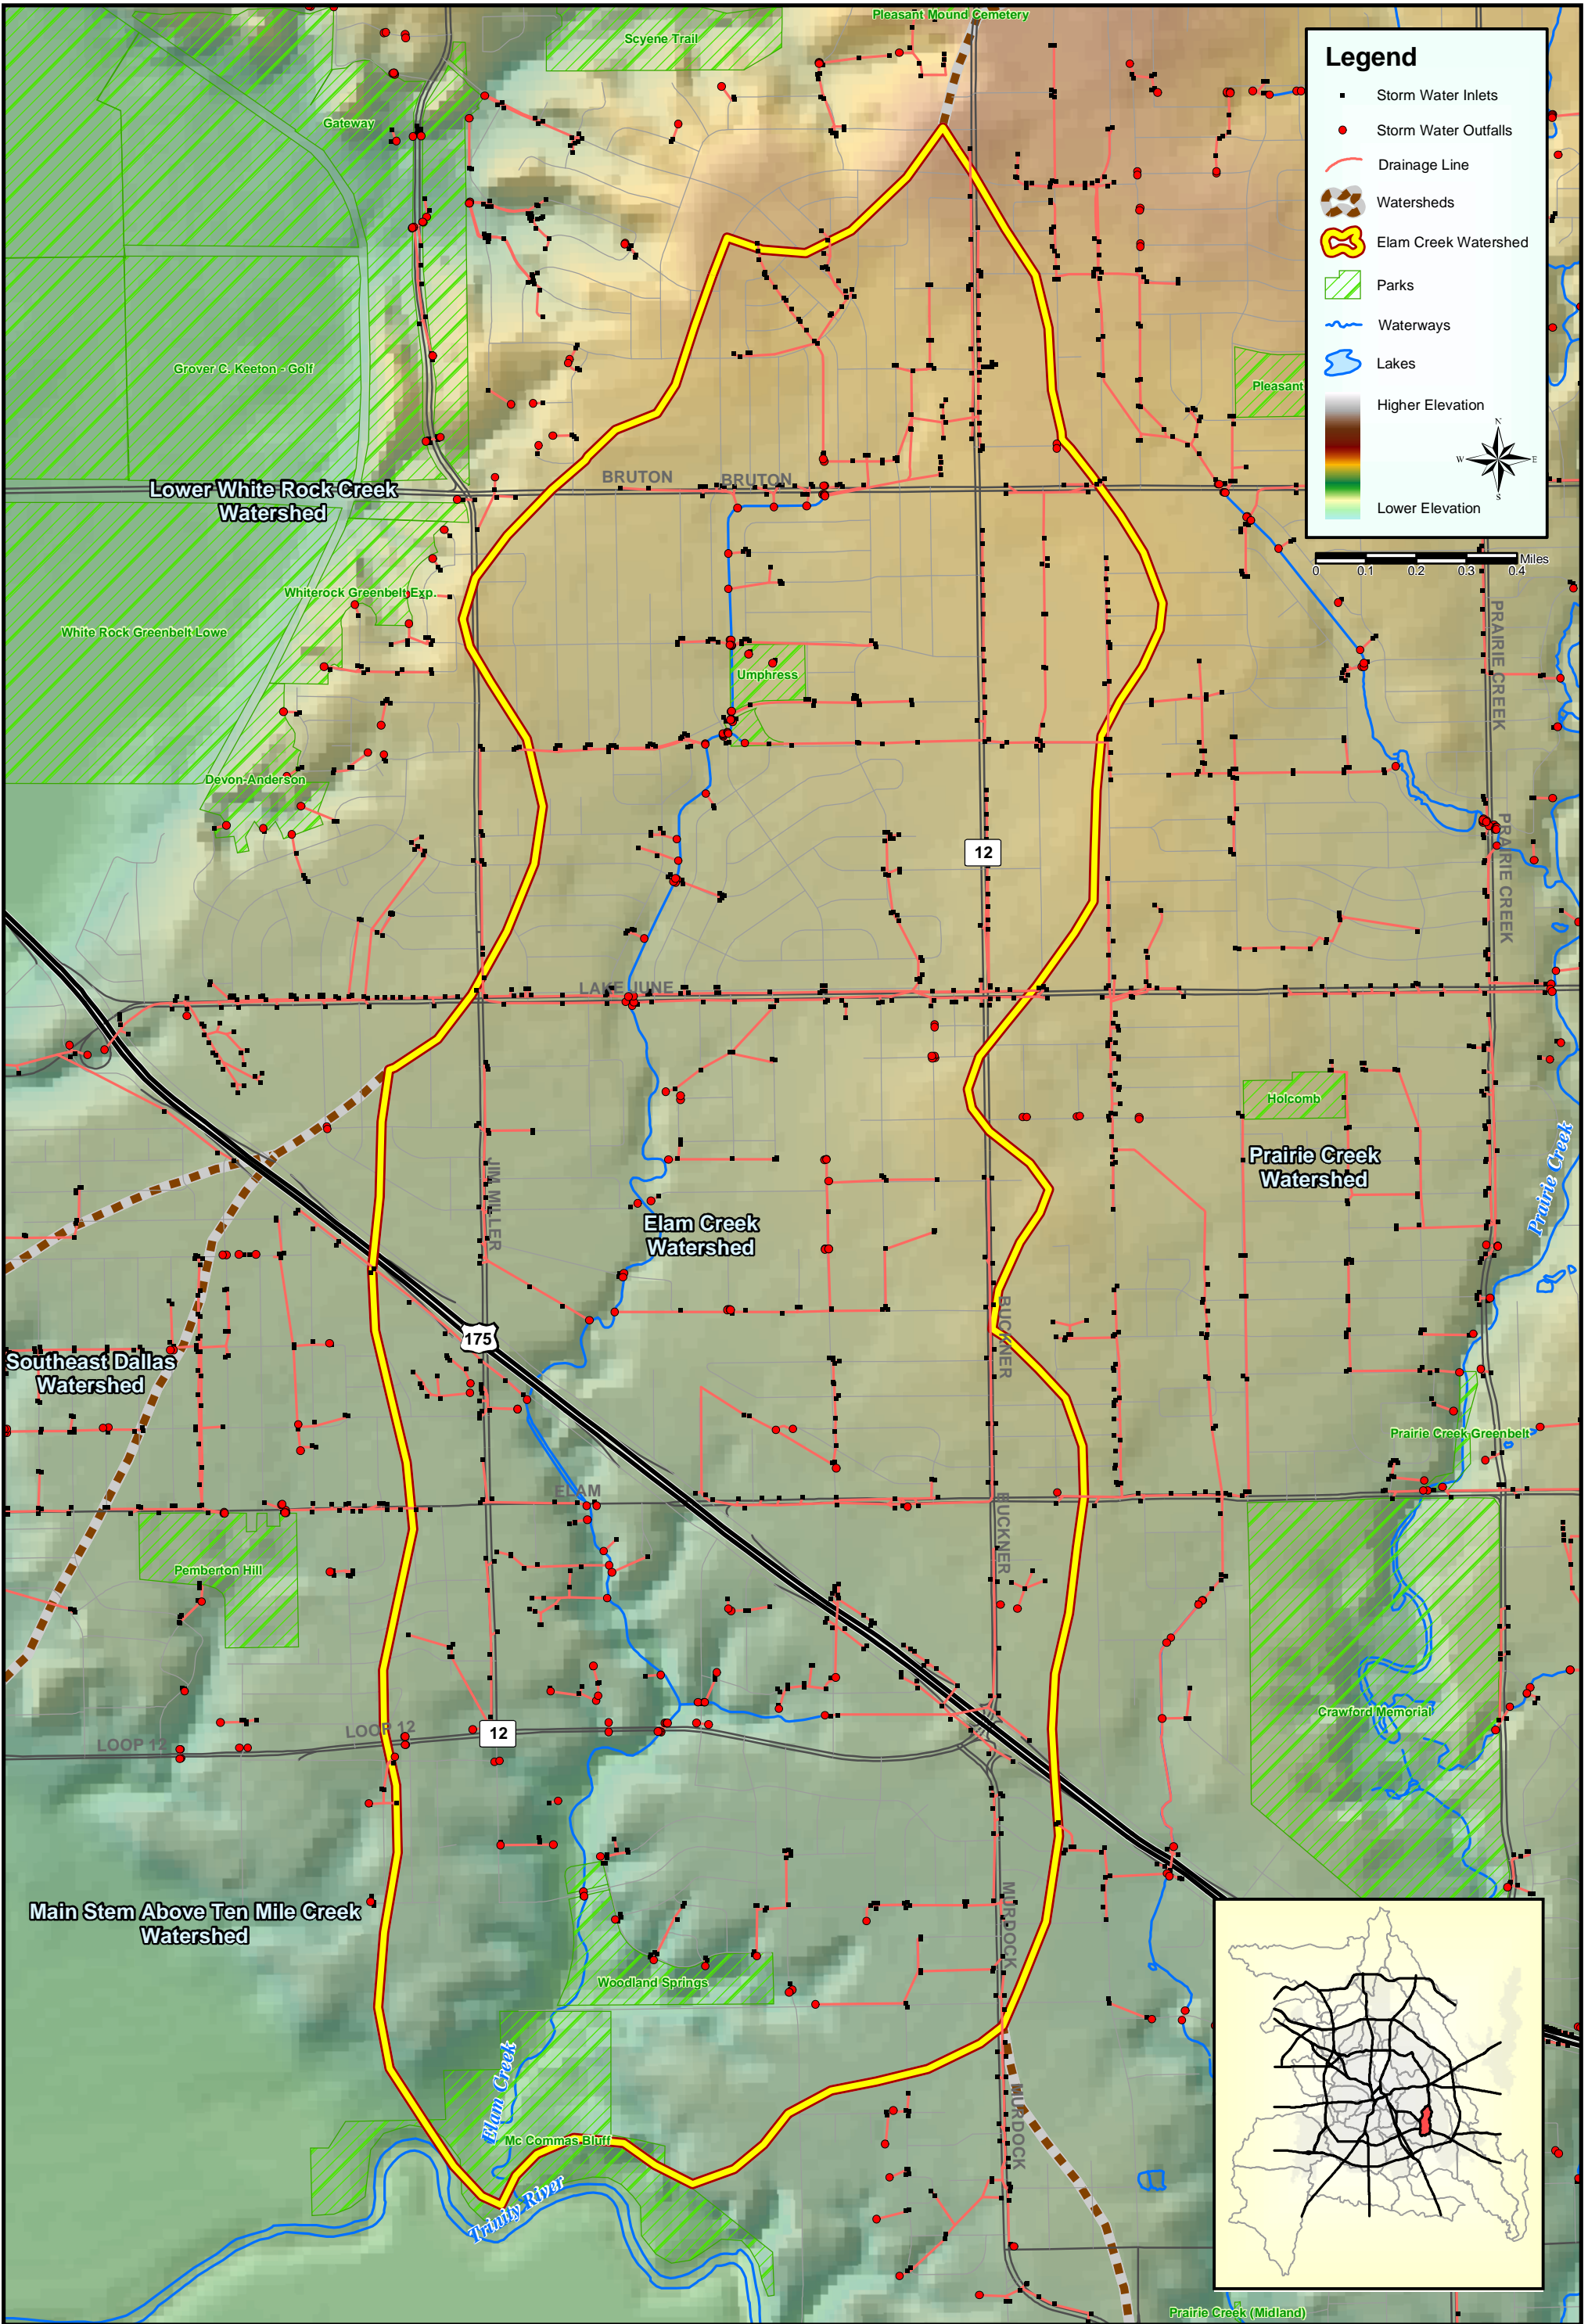 Pleasant Mound Cemetery
Scyene Trail
Gateway
Legend
Storm Water Inlets
Storm Water Outfalls
Drainage Line
Watersheds
Elam Creek Watershed
Parks
Waterways
Lakes
Higher Elevation
Lower Elevation
N
W
E
S
Miles
0
0.1
0.2
0.3
0.4
Grover C. Keeton - Golf
Pleasant
Lower White Rock Creek
Watershed
BRUTON
BRUTON
Whiterock Greenbelt Exp.
White Rock Greenbelt Lowe
PRAIRIE CREEK
Umphress
Devon-Anderson
12
PRAIRIE CREEK
LAKE JUNE
Holcomb
Prairie Creek
Watershed
Prairie Creek
JIM MILLER
Elam Creek
Watershed
175
BUCKNER
Southeast Dallas
Watershed
Prairie Creek Greenbelt
ELAM
BUCKNER
Pemberton Hill
Crawford Memorial
LOOP 12
LOOP 12
12
Main Stem Above Ten Mile Creek
Watershed
MURDOCK
Woodland Springs
Elam Creek
Mc Commas Bluff
MURDOCK
Trinity River
Prairie Creek (Midland)